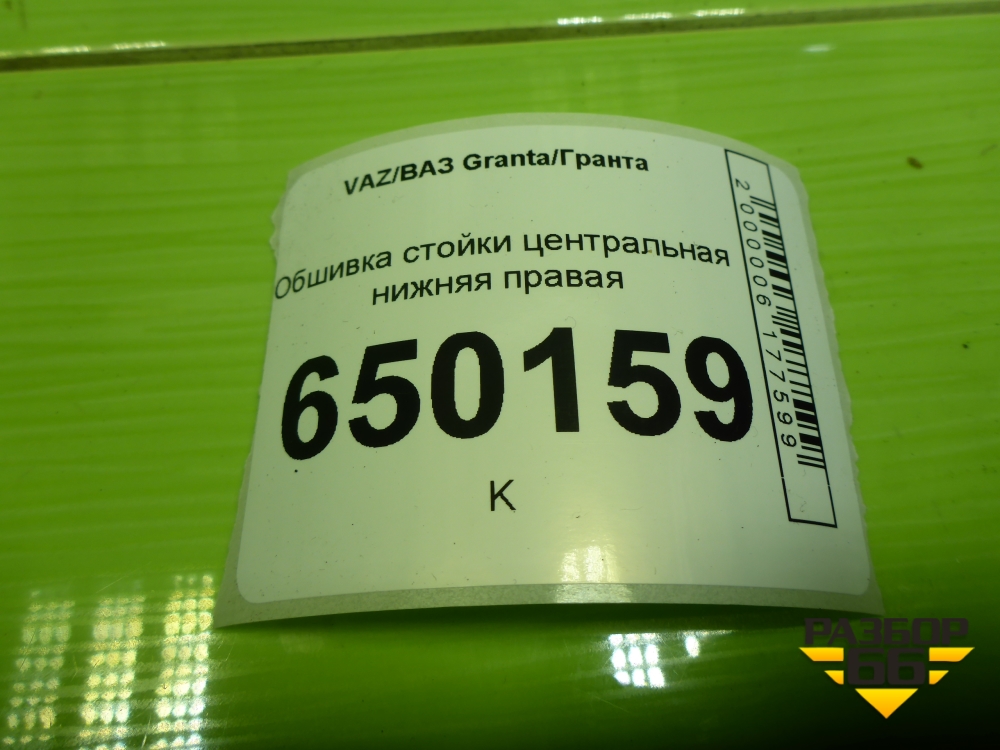 VAZ/ВАЗ Granta/Гранта
Обшивка стойки центральная
нижняя правая
650159
К
2000006177599
РАЗБОР
66